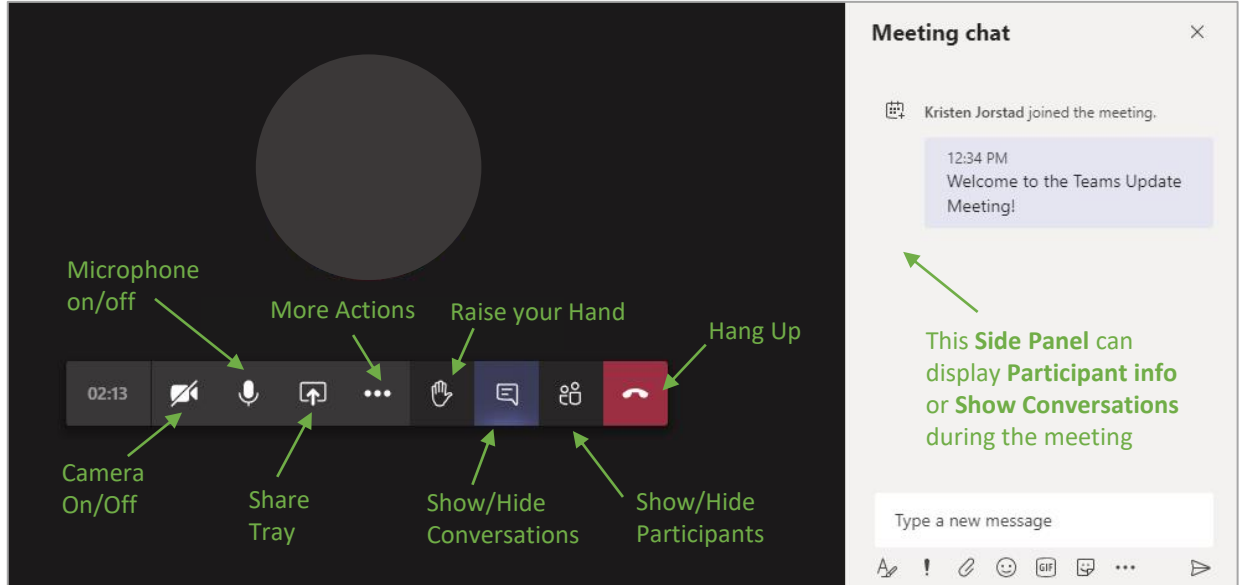 Meeting chat
Kristen Jorstad joined the meeting.
12:34 PM
Welcome to the Teams Update
Meeting!
Microphone
on/off
More Actions
Raise your Hand
Hang Up
02:13
Camera
On/Off
Share
Tray
Show/Hide
Conversations
Show/Hide
Participants
This Side Panel can
display Participant info
or Show Conversations
during the meeting
Type a new message
GIF